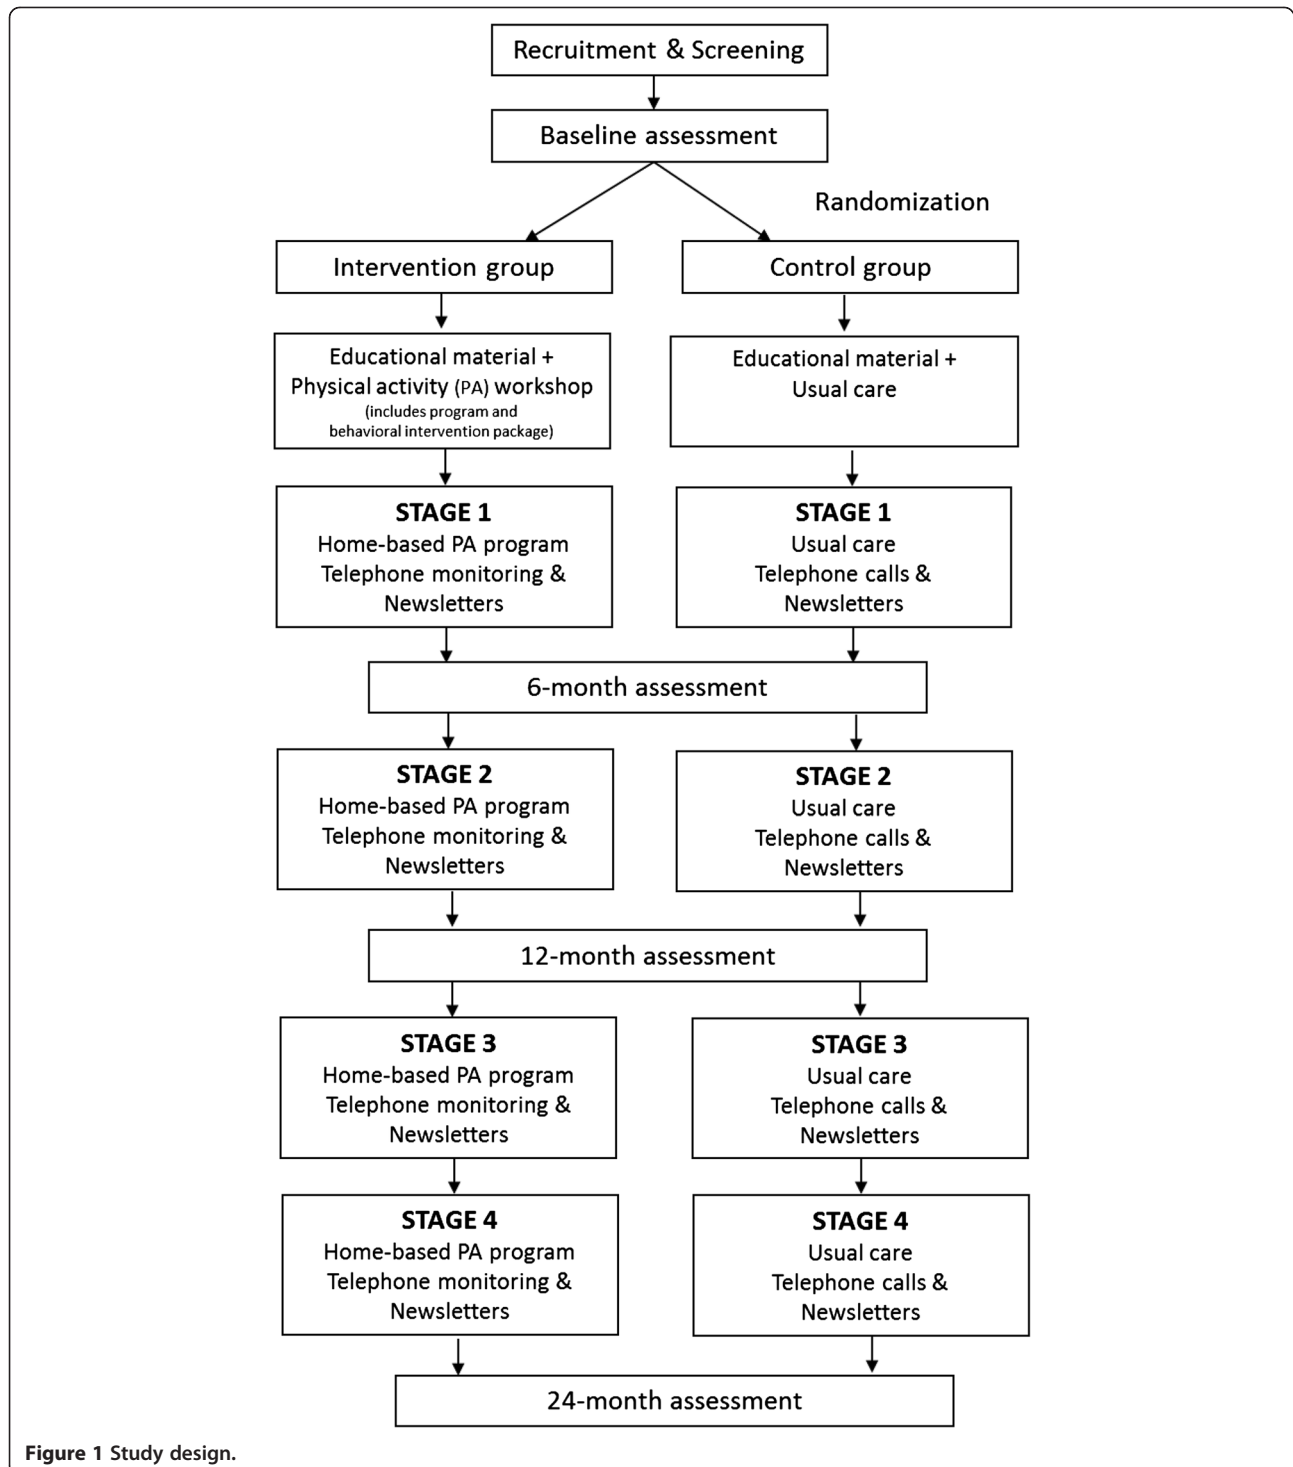 Recruitment & Screening
Baseline assessment
Randomization
Intervention group
Control group
Educational material +
Physical activity (PA) workshop
(includes program and
behavioral intervention package)
Educational material +
Usual care
STAGE 1
Home-based PA program
Telephone monitoring &
Newsletters
STAGE 1
Usual care
Telephone calls &
Newsletters
6-month assessment
STAGE 2
Home-based PA program
Telephone monitoring &
Newsletters
STAGE 2
Usual care
Telephone calls &
Newsletters
12-month assessment
STAGE 3
Home-based PA program
Telephone monitoring &
Newsletters
STAGE 3
Usual care
Telephone calls &
Newsletters
STAGE 4
Home-based PA program
Telephone monitoring &
Newsletters
STAGE 4
Usual care
Telephone calls &
Newsletters
24-month assessment
Figure 1 Study design.